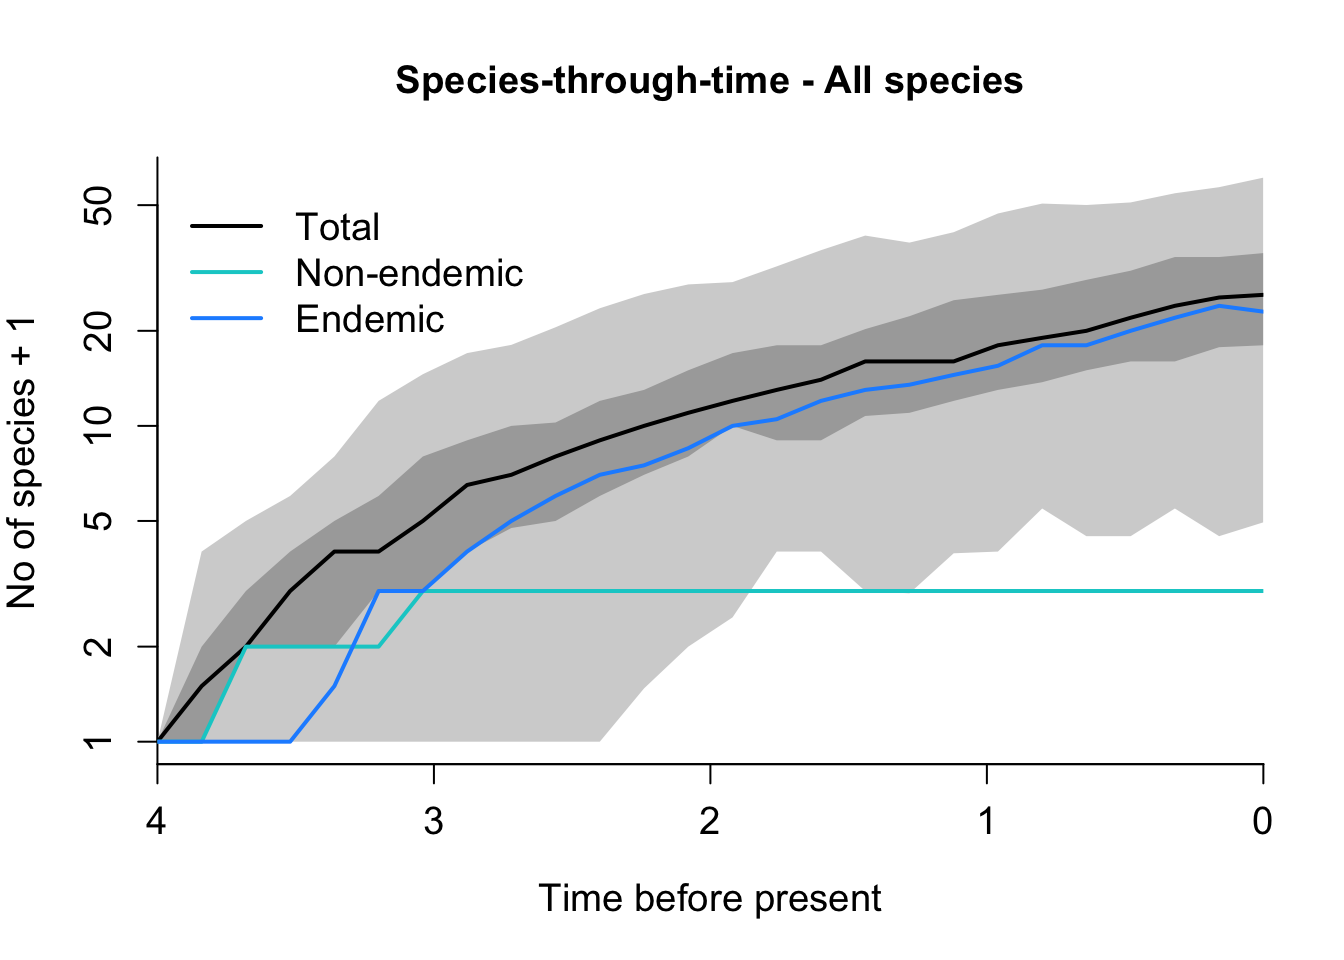 Species-through-time - All species
Total
Non-endemic
Endemic
No of species + 1
50
20
10
5
2
1
4 3 2 1 0
Time before present